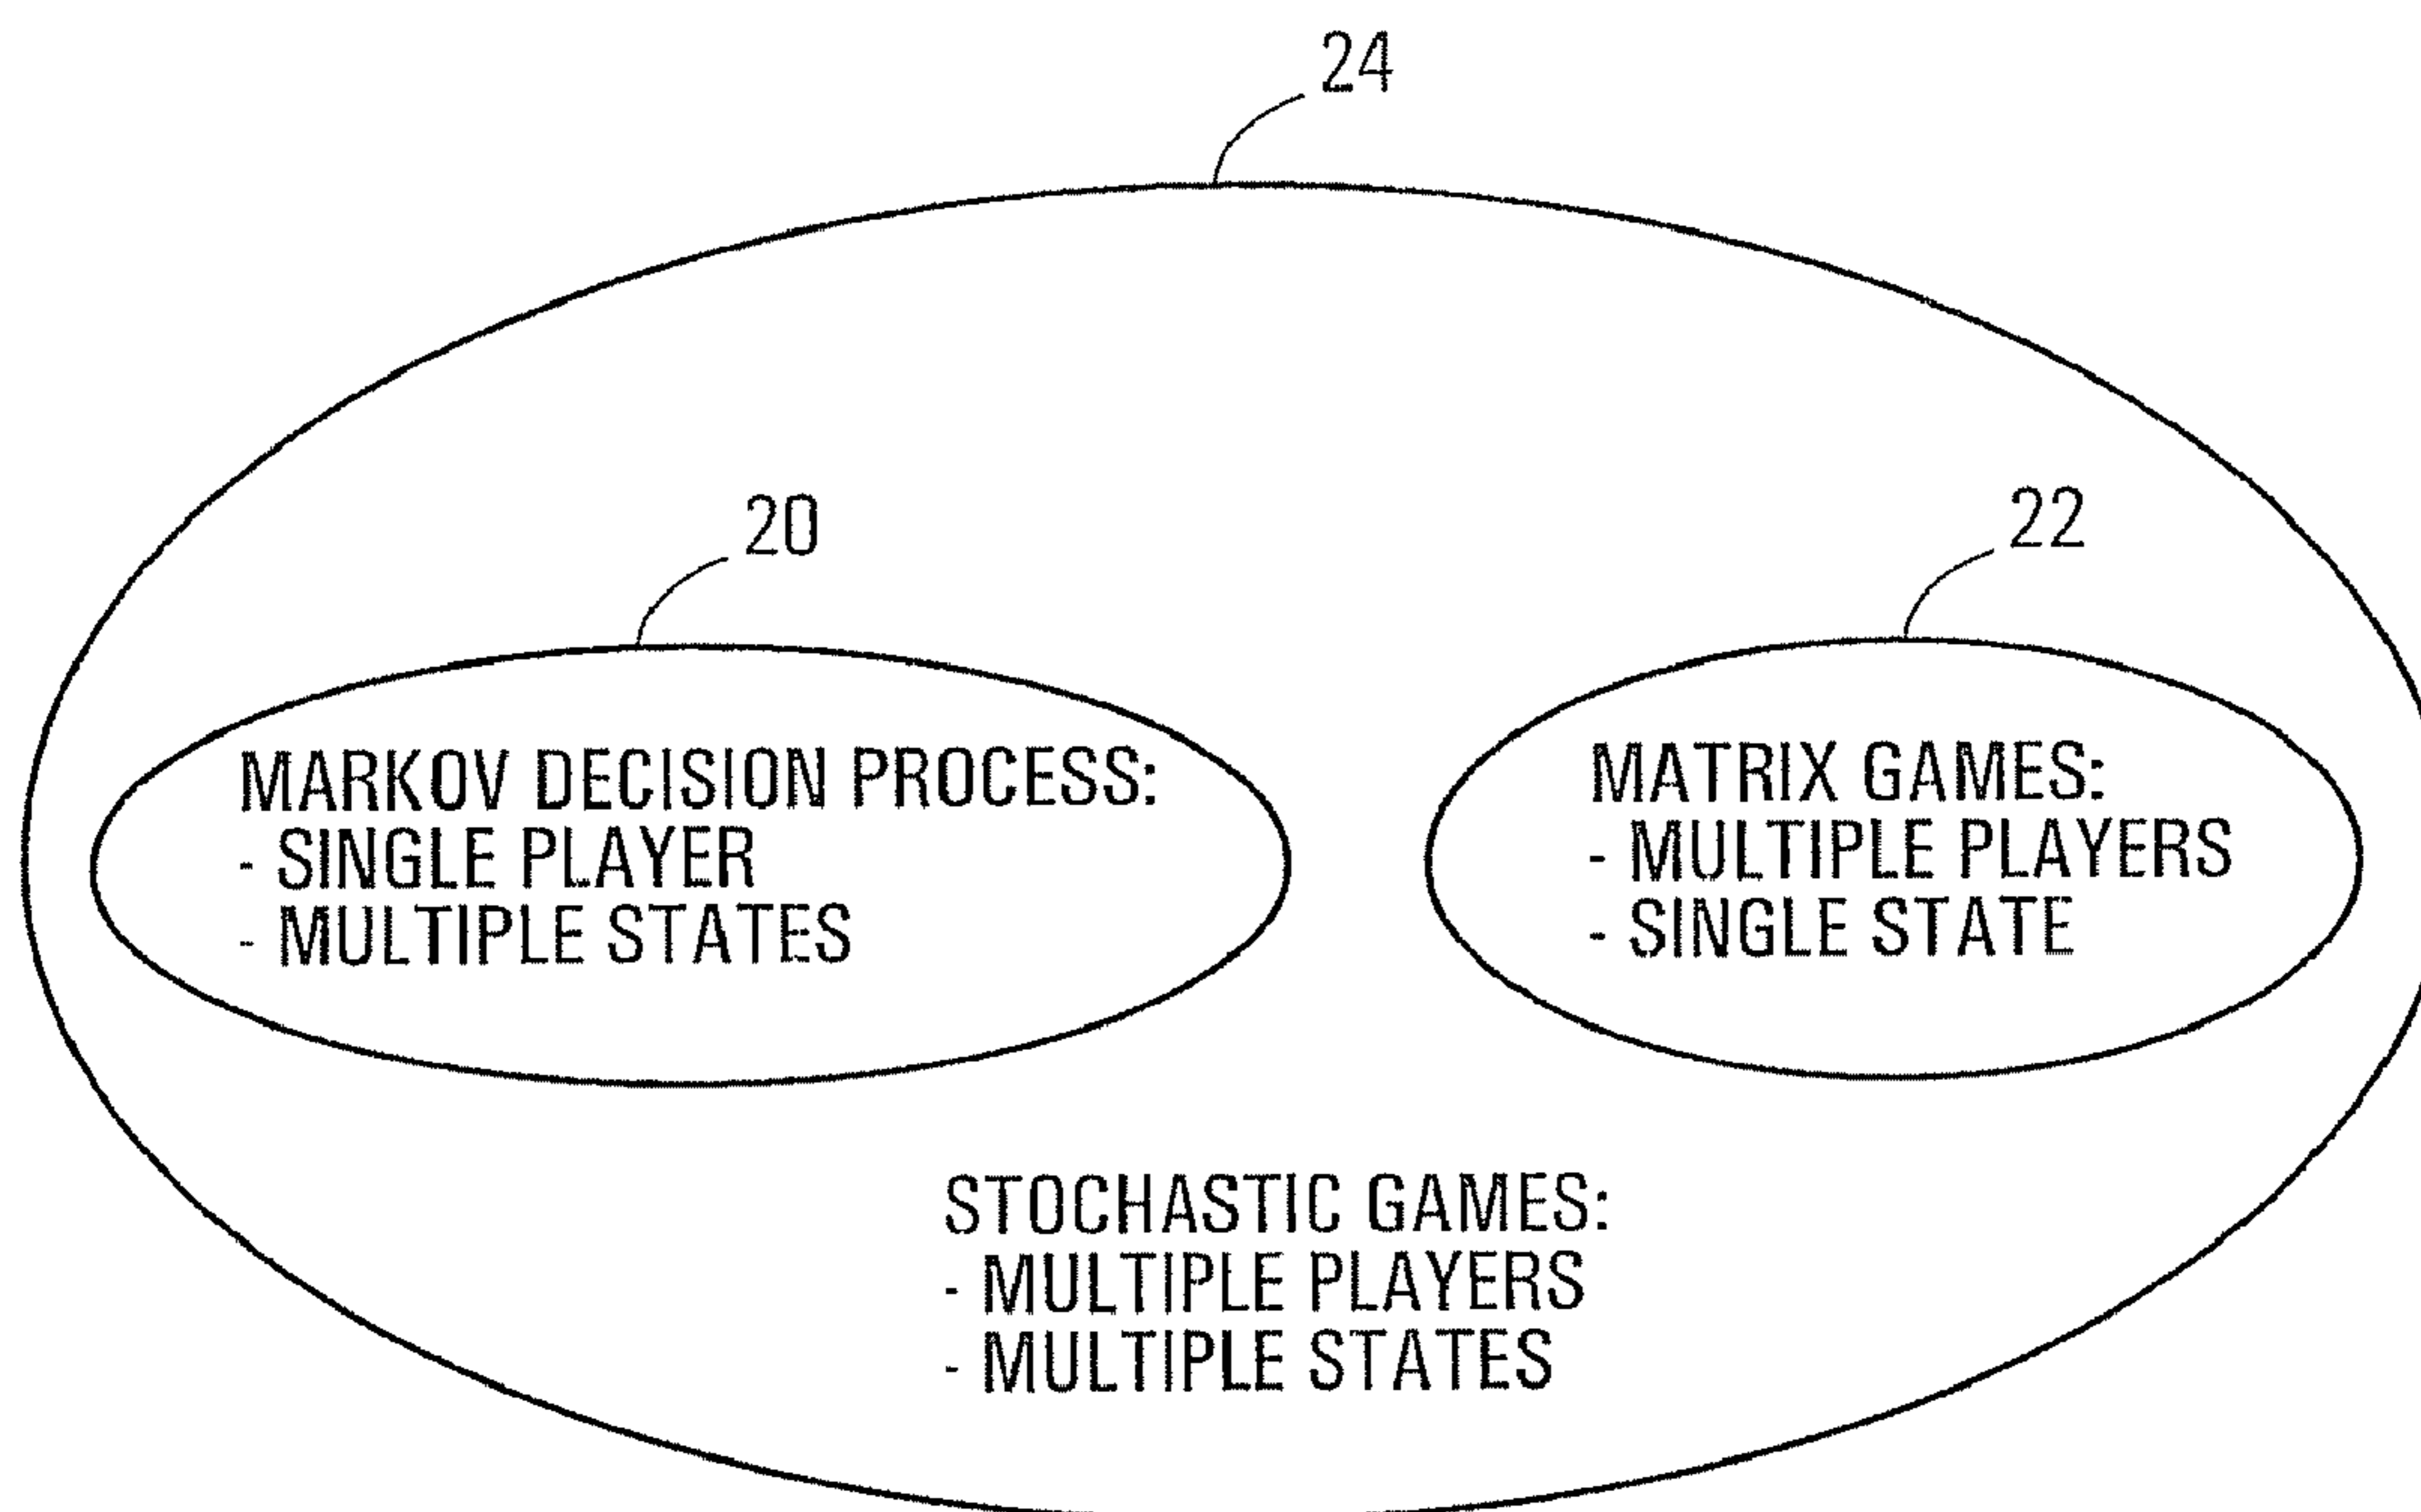 24
20
22
MARKOV DECISION PROCESS:
- SINGLE PLAYER
- MULTIPLE STATES
MATRIX GAMES:
- MULTIPLE PLAYERS
- SINGLE STATE
STOCHASTIC GAMES:
- MULTIPLE PLAYERS
- MULTIPLE STATES